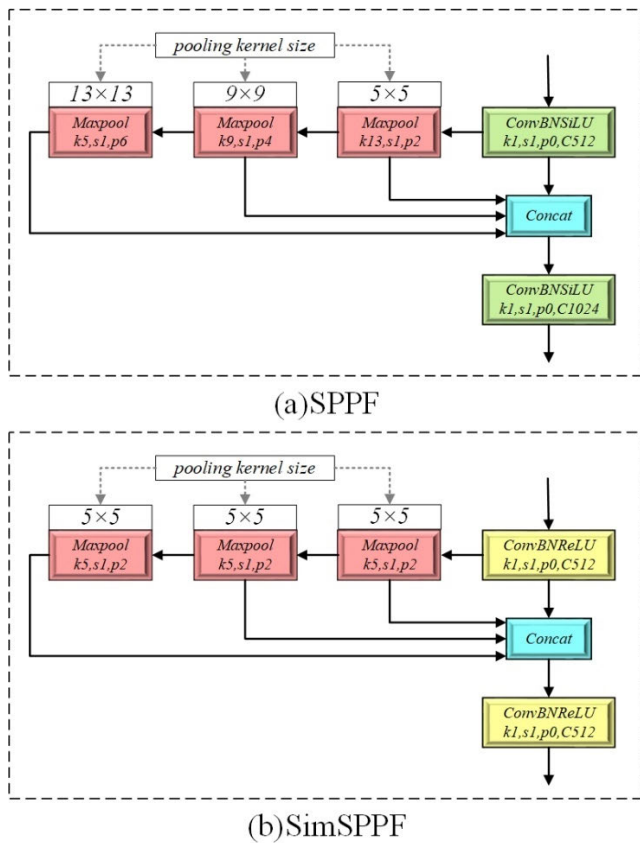 pooling kernel size
13×13
9×9
5×5
Maxpool
k5,s1,p6
Maxpool
k9,s1,p4
Maxpool
k13,s1,p2
ConvBNSiLU
k1,s1,p0,C512
Concat
ConvBNSiLU
k1,s1,p0,C1024
(a)SPPF
pooling kernel size
5×5
5×5
5×5
Maxpool
k5,s1,p2
Maxpool
k5,s1,p2
Maxpool
k5,s1,p2
ConvBNReLU
k1,s1,p0,C512
Concat
ConvBNReLU
k1,s1,p0,C512
(b)SimSPPF